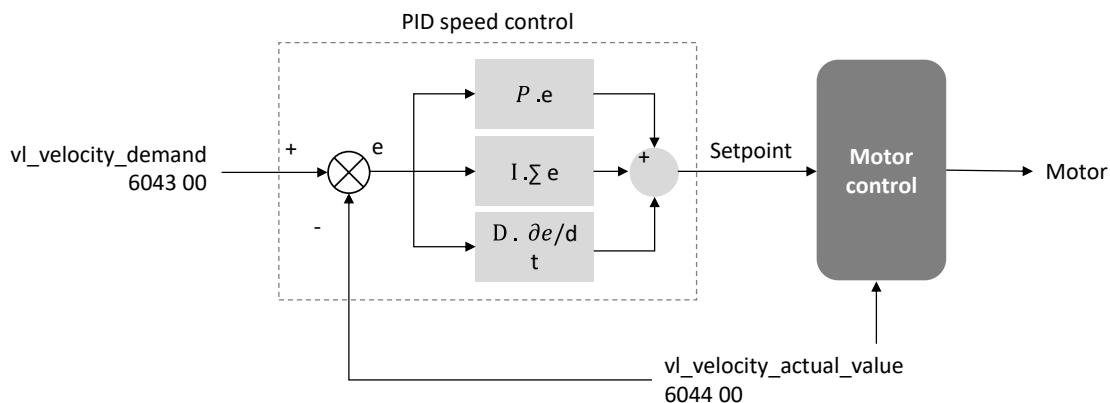 PID speed control
P .e
vl_velocity_demand
6043 00
+
e
I.∑ e
+
Setpoint
Motor
control
Motor
-
D . ∂e/d
t
vl_velocity_actual_value
6044 00